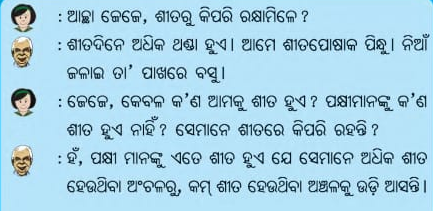 : ଆଚ୍ଛା ଜେଜେ, ଶୀତରୁ କିପରି ରକ୍ଷାମିଳେ ?
: ଶୀତଦିନେ ଅଧିକ ଥଣ୍ଡା ହୁଏ। ଆମେ ଶୀତପୋଷାକ ପିନ୍ଧୁ। ନିଆଁ
ଜଳାଇ ତା' ପାଖରେ ବସୁ।
: ଜେଜେ, କେବଳ କ'ଣ ଆମକୁ ଶୀତ ହୁଏ ? ପକ୍ଷୀମାନଙ୍କୁ କ'ଣ
ଶୀତ ହୁଏ ନାହିଁ ? ସେମାନେ ଶୀତରେ କିପରି ରହନ୍ତି ?
: ହଁ, ପକ୍ଷୀ ମାନଙ୍କୁ ଏତେ ଶୀତ ହୁଏ ଯେ ସେମାନେ ଅଧିକ ଶୀତ
ହେଉଥିବା ଅଂଚଳରୁ, କମ୍ ଶୀତ ହେଉଥିବା ଅଞ୍ଚଳକୁ ଉଡ଼ି ଆସନ୍ତି।